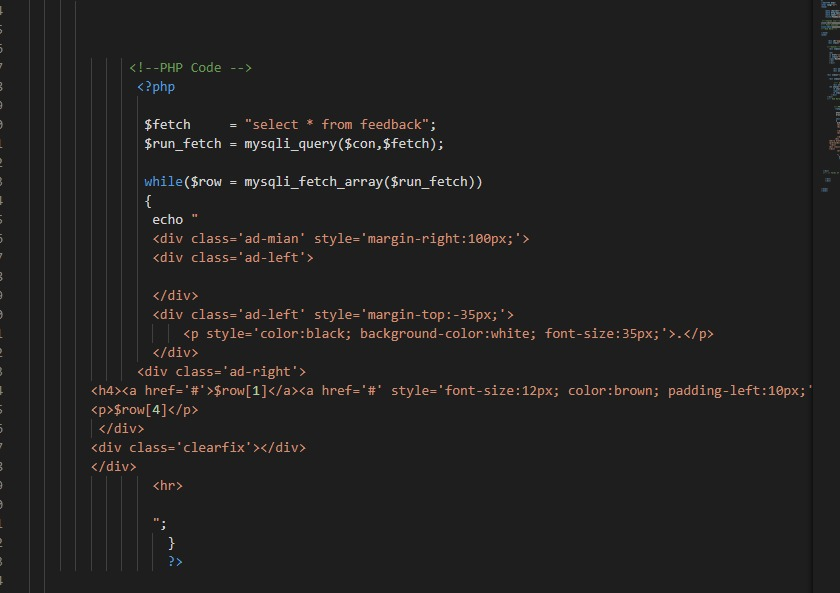 <!--PHP Code -->
<?php
$fetch     = "select * from feedback";
$run_fetch = mysqli_query($con,$fetch);
while($row = mysqli_fetch_array($run_fetch))
{
echo "
<div class='ad-mian' style='margin-right:100px;'>
<div class='ad-left'>
</div>
<div class='ad-left' style='margin-top:-35px;'>
<p style='color:black; background-color:white; font-size:35px;'>.</p>
</div>
<div class='ad-right'>
<h4><a href='#'>$row[1]</a><a href='#' style='font-size:12px; color:brown; padding-left:10px;'
<p>$row[4]</p>
</div>
<div class='clearfix'></div>
</div>
<hr>
";
}
?>